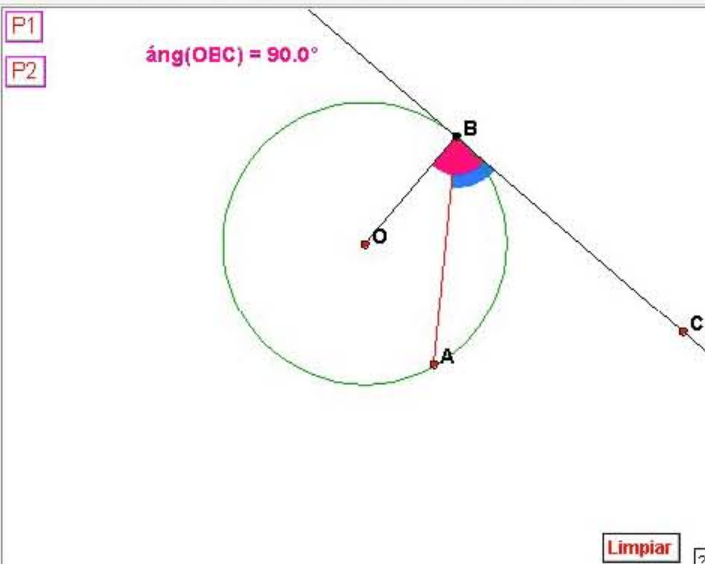 P1
áng(OBC) = 90.0°
P2
B
O
C
A
Limpiar
?